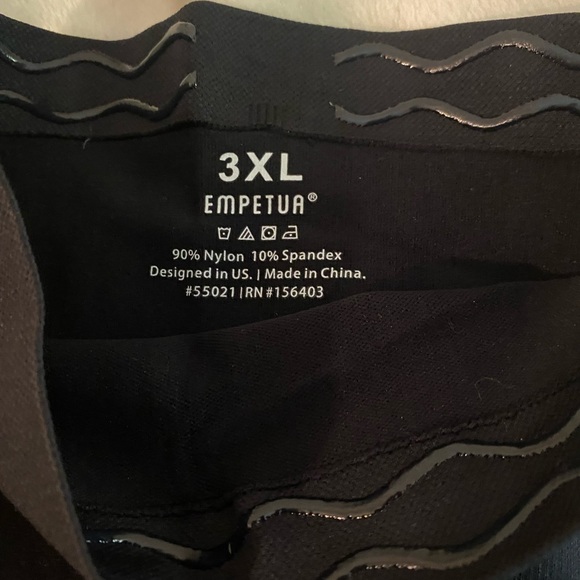 3XL
EMPETUA®
90% Nylon 10% Spandex
Designed in US. | Made in China.
#55021 | RN #156403